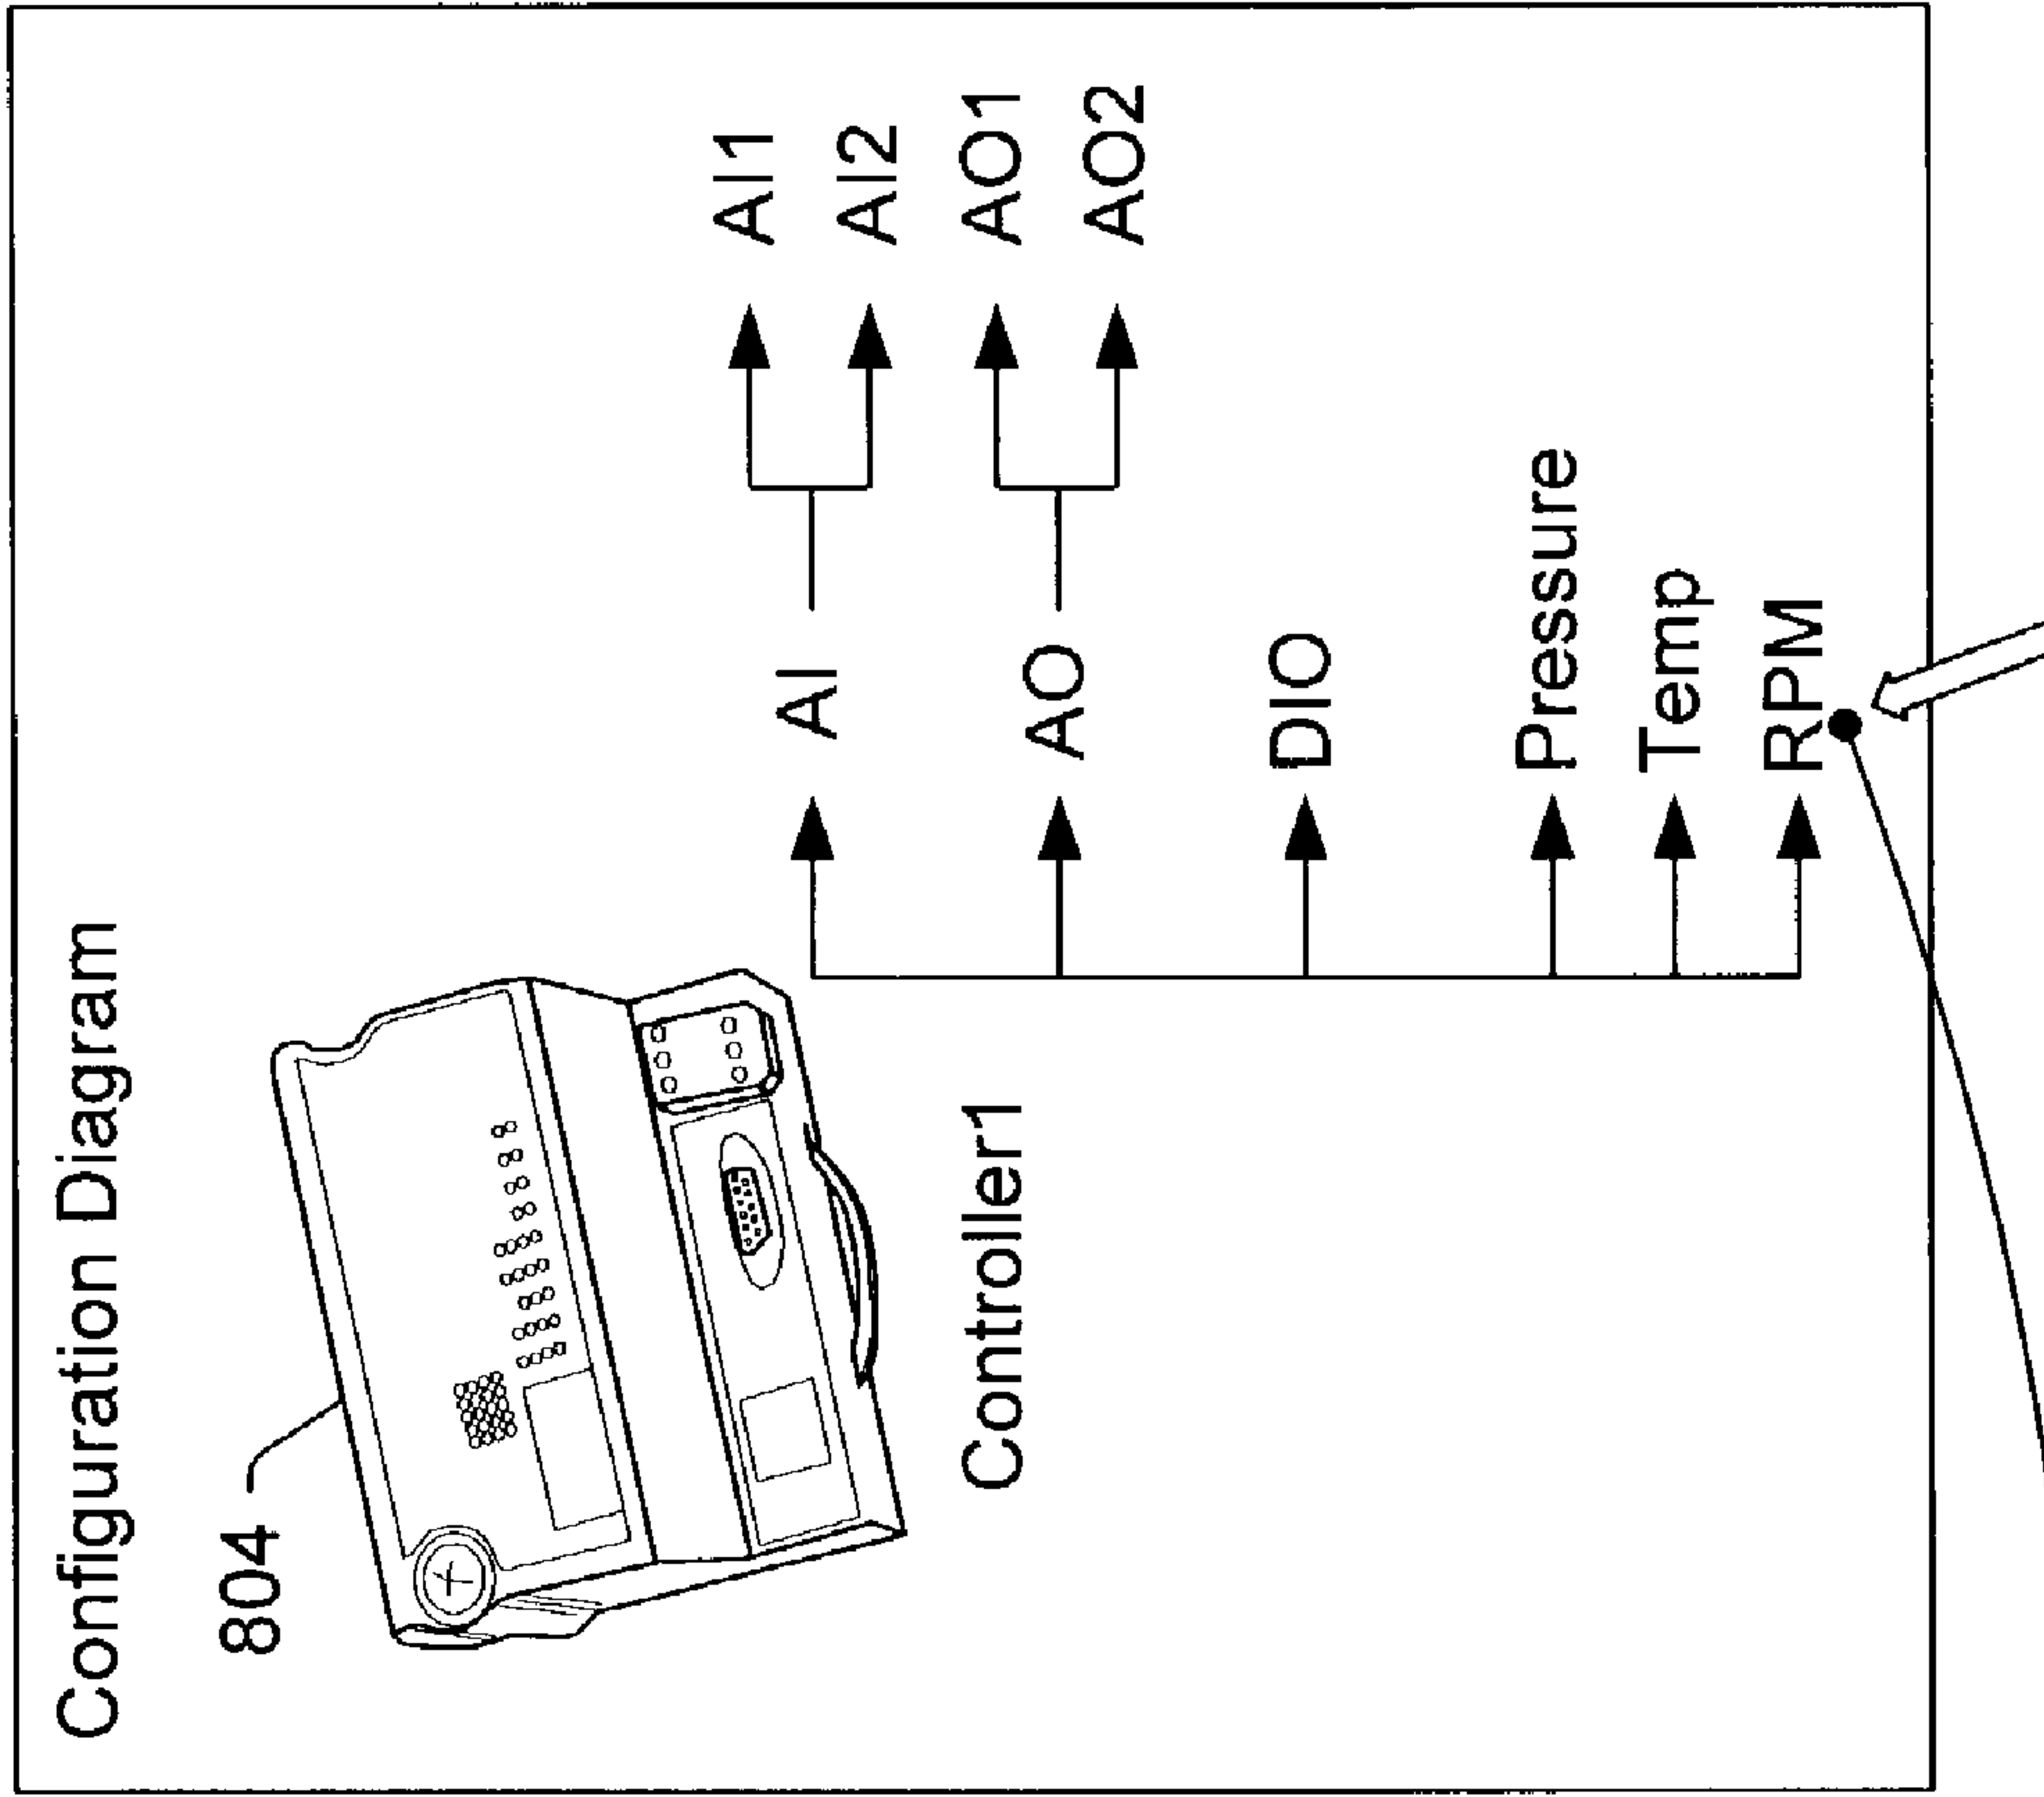 Configuration Diagram
804
Controller1
AI
AI1
AI2
AO
AO1
AO2
DIO
Pressure
Temp
RPM